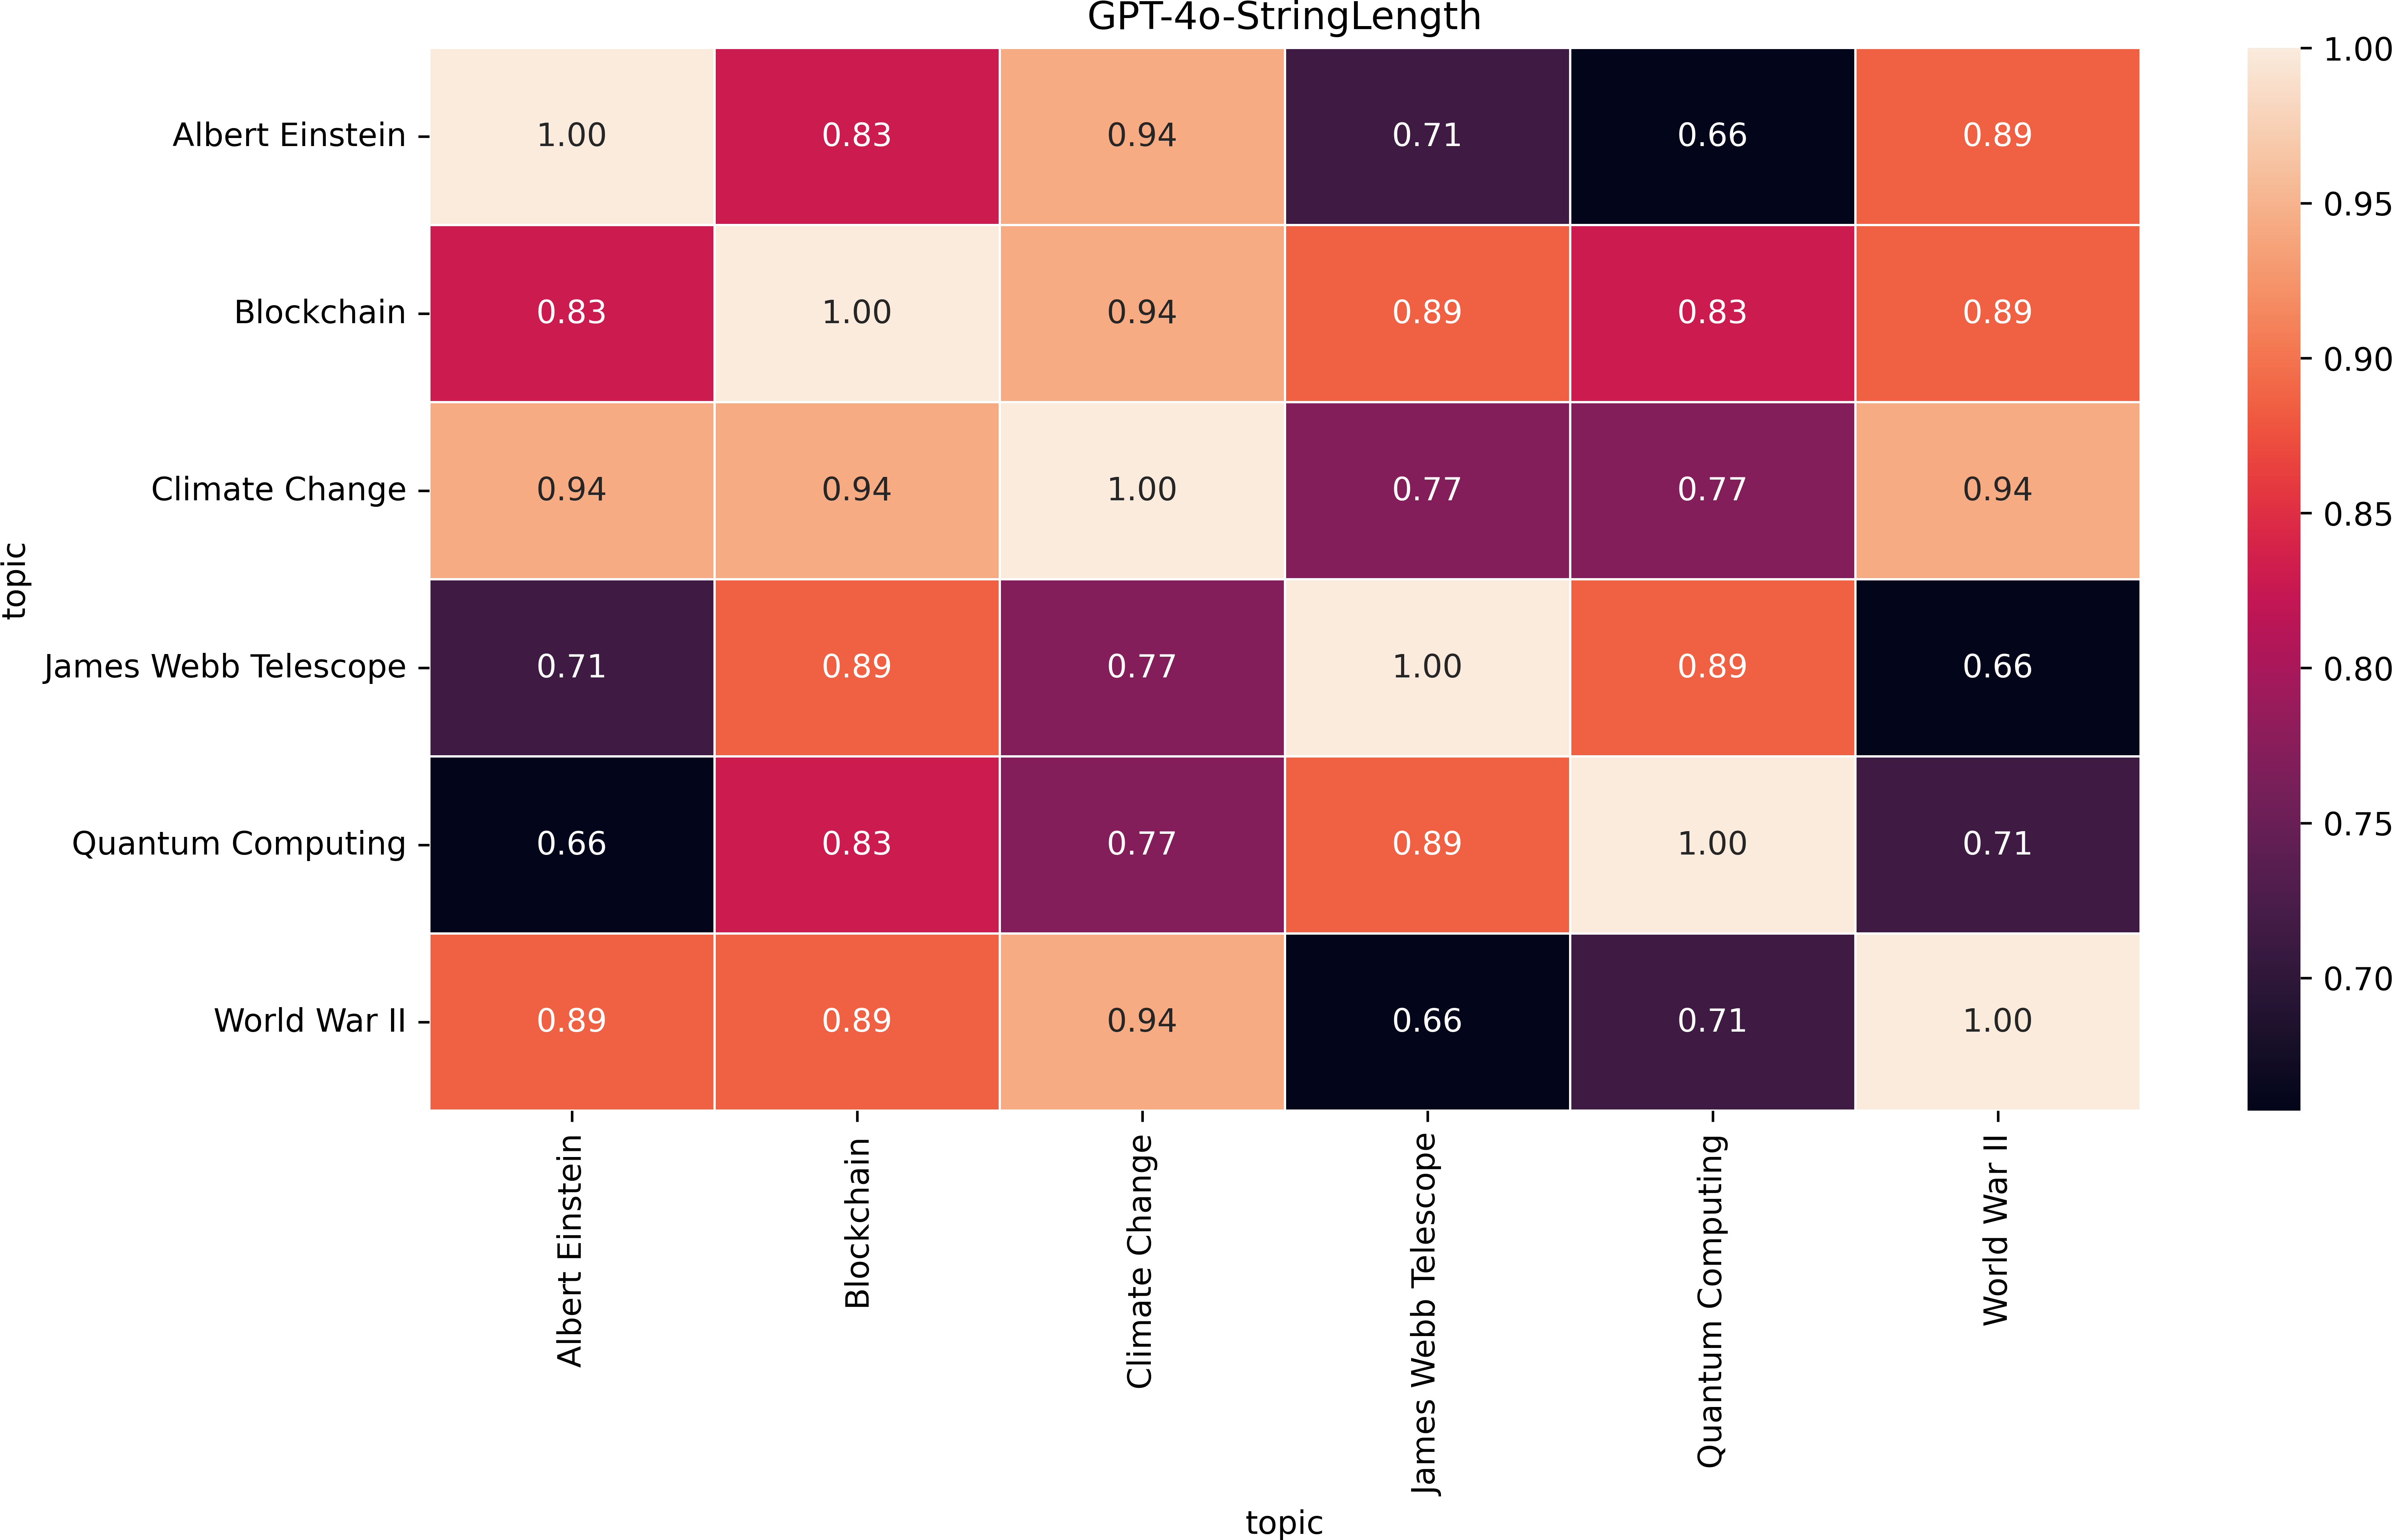 GPT-4o-StringLength
Albert Einstein 1.00 0.83 0.94 0.71 0.66 0.89
Blockchain 0.83 1.00 0.94 0.89 0.83 0.89
Climate Change 0.94 0.94 1.00 0.77 0.77 0.94
James Webb Telescope 0.71 0.89 0.77 1.00 0.89 0.66
Quantum Computing 0.66 0.83 0.77 0.89 1.00 0.71
World War II 0.89 0.89 0.94 0.66 0.71 1.00
topic
Albert Einstein
Blockchain
Climate Change
James Webb Telescope
Quantum Computing
World War II
topic
1.00
0.95
0.90
0.85
0.80
0.75
0.70